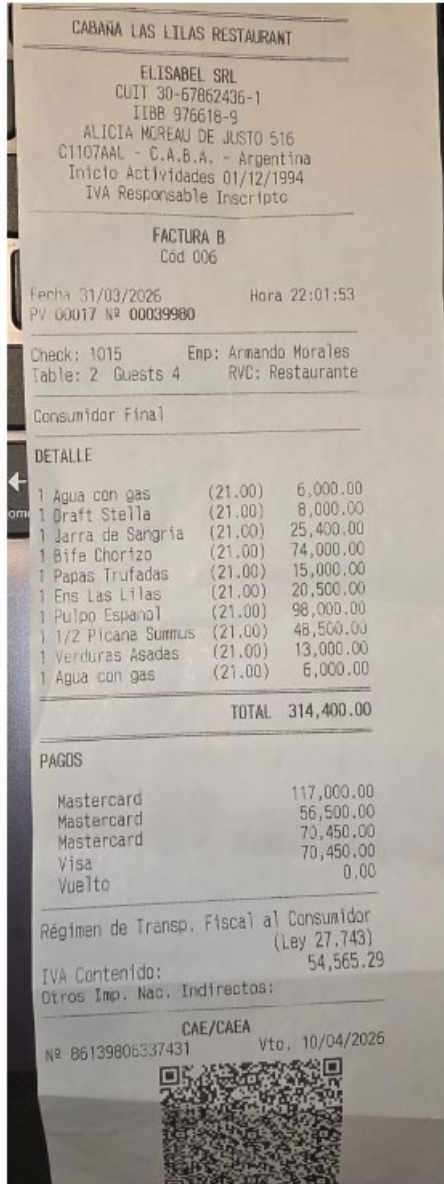 CABAÑA LAS LILAS RESTAURANT
ELISABEL SRL
CUIT 30-67862436-1
IIBB 976618-9
ALICIA MOREAU DE JUSTO 516
C1107AAL - C.A.B.A. - Argentina
Inicio Actividades 01/12/1994
IVA Responsable Inscripto
FACTURA B
Cód 006
Fecha 31/03/2026 Hora 22:01:53
PV 00017 Nº 00039980
Check: 1015 Emp: Armando Morales
Table: 2 Guests 4 RVC: Restaurante
Consumidor Final
DETALLE
1 Agua con gas (21.00) 6,000.00
1 Draft Stella (21.00) 8,000.00
1 Jarra de Sangria (21.00) 25,400.00
1 Bife Chorizo (21.00) 74,000.00
1 Papas Trufadas (21.00) 15,000.00
1 Ens Las Lilas (21.00) 20,500.00
1 Pulpo Espanol (21.00) 98,000.00
1 1/2 Picana Summus (21.00) 48,500.00
1 Verduras Asadas (21.00) 13,000.00
1 Agua con gas (21.00) 6,000.00
TOTAL 314,400.00
PAGOS
Mastercard 117,000.00
Mastercard 56,500.00
Mastercard 70,450.00
Visa 70,450.00
Vuelto 0.00
Régimen de Transp. Fiscal al Consumidor
(Ley 27.743)
IVA Contenido: 54,565.29
Otros Imp. Nac. Indirectos:
CAE/CAEA
Nº 86139806337431 Vto. 10/04/2026